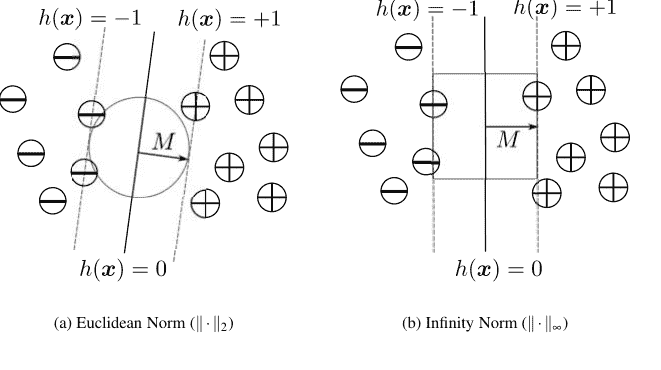 h(x) = −1 h(x) = +1
M
h(x) = 0
(a) Euclidean Norm (‖ · ‖₂)
h(x) = −1 h(x) = +1
M
h(x) = 0
(b) Infinity Norm (‖ · ‖∞)